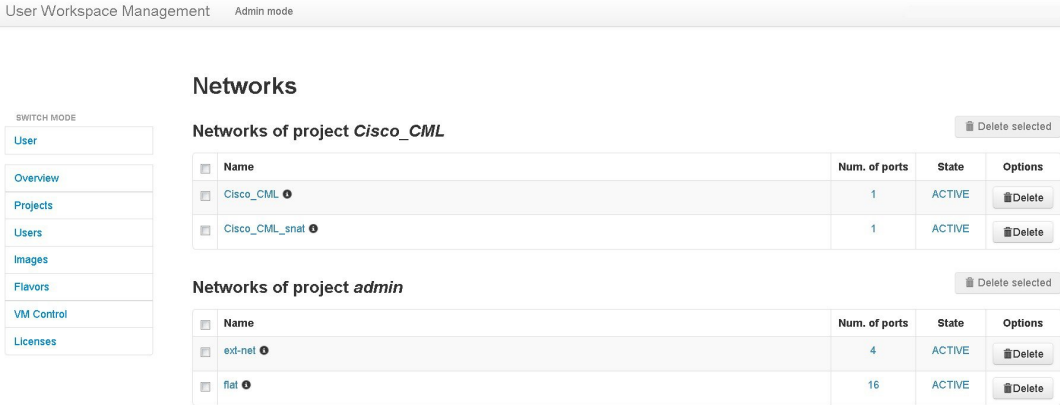 User Workspace Management Admin mode
Networks
SWITCH MODE
User
Overview
Projects
Users
Images
Flavors
VM Control
Licenses
Networks of project Cisco_CML
Delete selected
Name Num. of ports State Options
Cisco_CML 1 ACTIVE Delete
Cisco_CML_snat 1 ACTIVE Delete
Networks of project admin
Delete selected
Name Num. of ports State Options
ext-net 4 ACTIVE Delete
flat 16 ACTIVE Delete